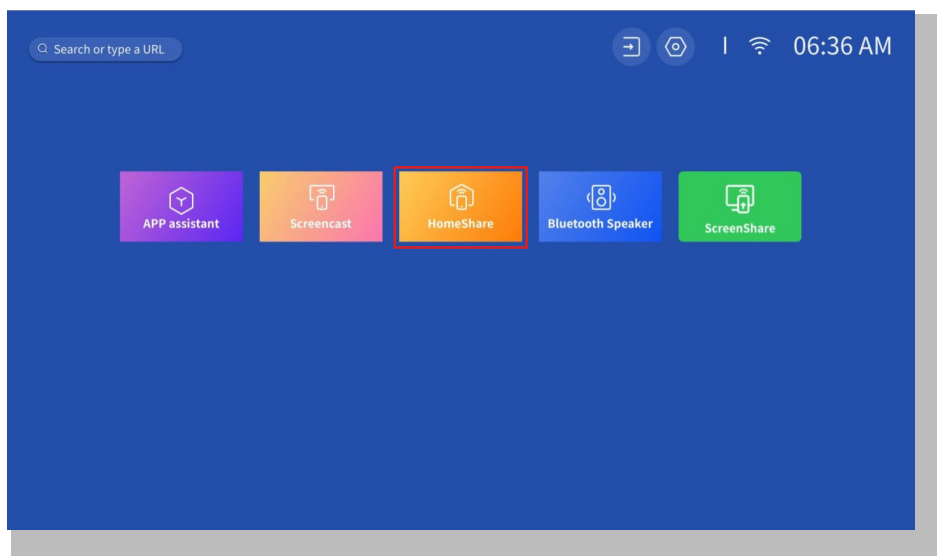 Search or type a URL
06:36 AM
APP assistant
Screencast
HomeShare
Bluetooth Speaker
ScreenShare